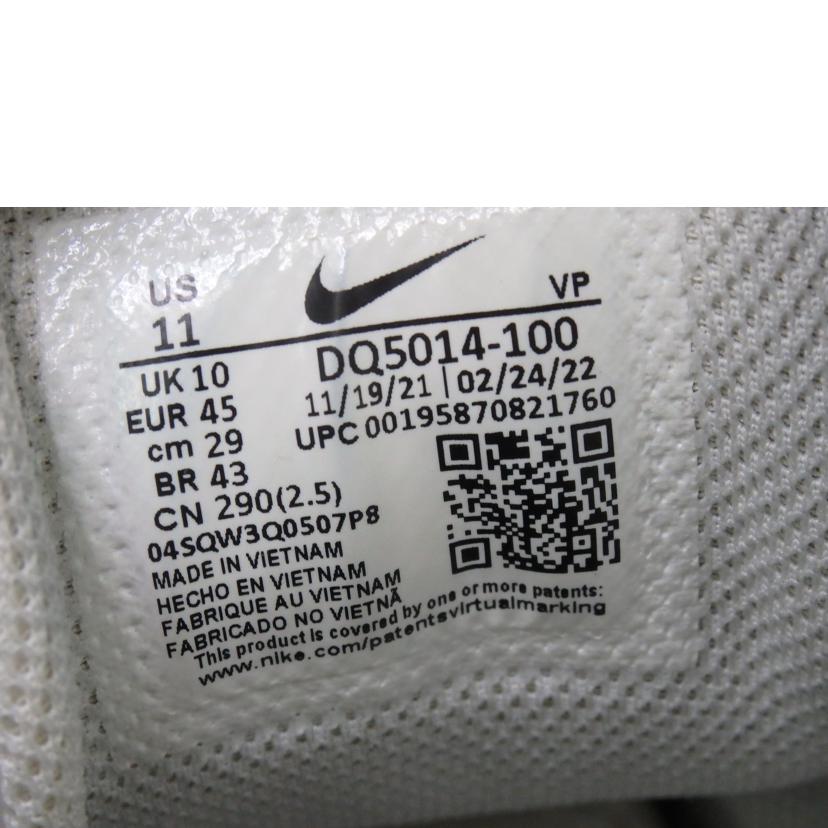 US
11
VP
UK 10
EUR 45
cm 29
BR 43
CN 290(2.5)
DQ5014-100
11/19/21 | 02/24/22
UPC 00195870821760
04SQW3Q0507P8
MADE IN VIETNAM
HECHO EN VIETNAM
FABRIQUE AU VIETNAM
FABRICADO NO VIETNÃ
This product is covered by one or more patents:
www.nike.com/patentsvirtualmarking